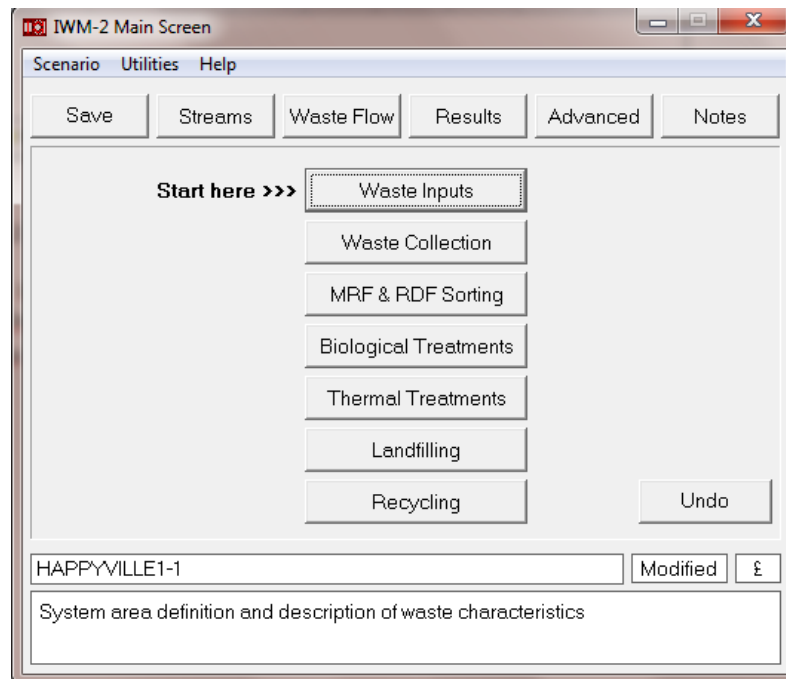 IWM-2 Main Screen
Scenario Utilities Help
Save Streams Waste Flow Results Advanced Notes
Start here >>> Waste Inputs
Waste Collection
MRF & RDF Sorting
Biological Treatments
Thermal Treatments
Landfilling
Recycling Undo
HAPPYVILLE1-1 Modified £
System area definition and description of waste characteristics